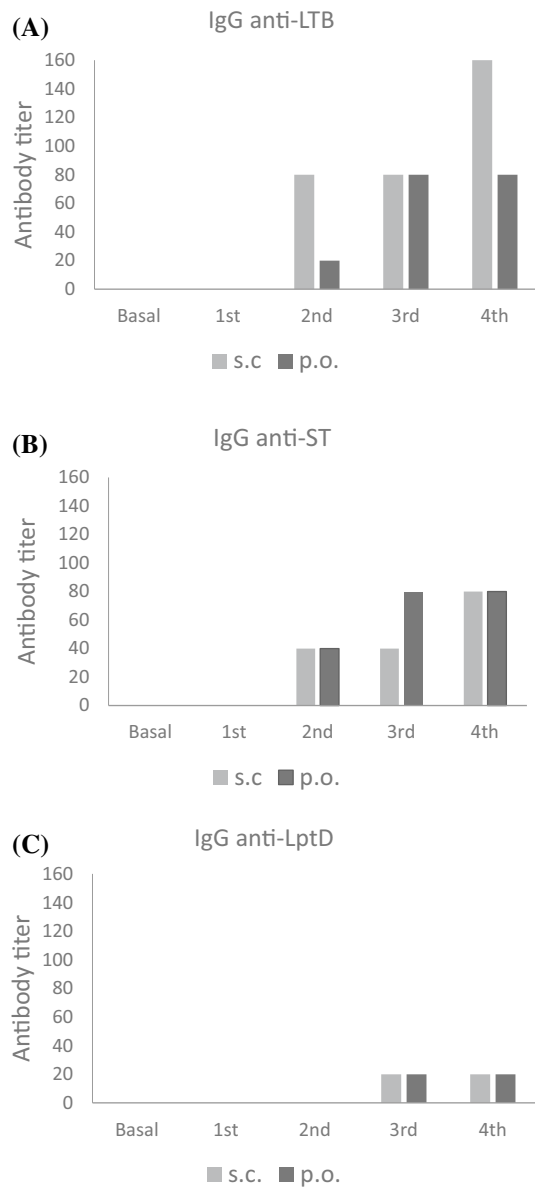 (A)
IgG anti-LTB
Antibody titer
160
140
120
100
80
60
40
20
0
Basal 1st 2nd 3rd 4th
s.c p.o.
(B)
IgG anti-ST
Antibody titer
160
140
120
100
80
60
40
20
0
Basal 1st 2nd 3rd 4th
s.c p.o.
(C)
IgG anti-LptD
Antibody titer
160
140
120
100
80
60
40
20
0
Basal 1st 2nd 3rd 4th
s.c. p.o.